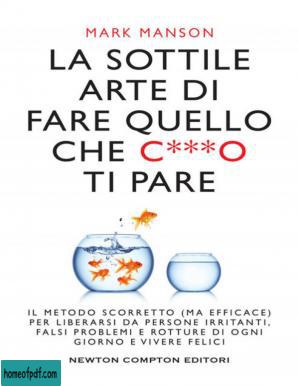 MARK MANSON
LA SOTTILE
ARTE DI
FARE QUELLO
CHE C***O
TI PARE
IL METODO SCORRETTO (MA EFFICACE)
PER LIBERARSI DA PERSONE IRRITANTI,
FALSI PROBLEMI E ROTTURE DI OGNI
GIORNO E VIVERE FELICI
NEWTON COMPTON EDITORI
homeofpdf.com